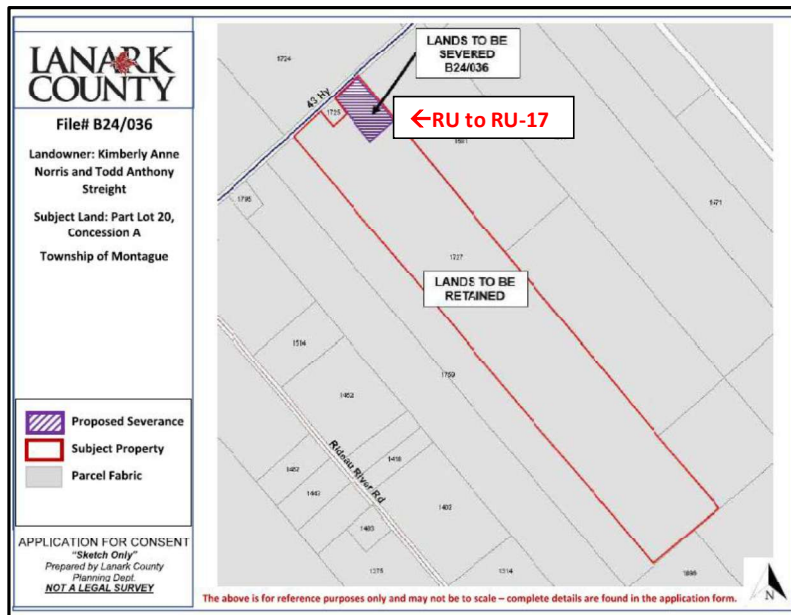 LANARK
COUNTY
File# B24/036
Landowner: Kimberly Anne
Norris and Todd Anthony
Streight
Subject Land: Part Lot 20,
Concession A
Township of Montague
Proposed Severance
Subject Property
Parcel Fabric
APPLICATION FOR CONSENT
"Sketch Only"
Prepared by Lanark County
Planning Dept.
NOT A LEGAL SURVEY
LANDS TO BE
SEVERED
B24/036
1724
43 Hy
1725
←RU to RU-17
1795
1471
1727
LANDS TO BE
RETAINED
1514
1462
1759
Rideau River Rd
1418
1452
1442
1403
1483
1375
1314
1866
The above is for reference purposes only and may not be to scale – complete details are found in the application form.
N